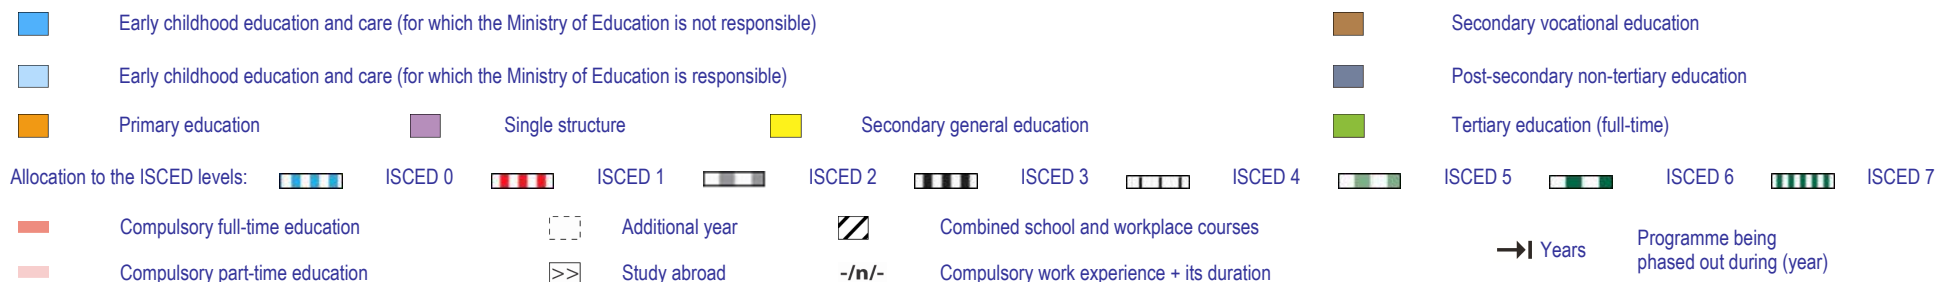 Early childhood education and care (for which the Ministry of Education is not responsible)
Secondary vocational education
Early childhood education and care (for which the Ministry of Education is responsible)
Post-secondary non-tertiary education
Primary education
Single structure
Secondary general education
Tertiary education (full-time)
Allocation to the ISCED levels:
ISCED 0
ISCED 1
ISCED 2
ISCED 3
ISCED 4
ISCED 5
ISCED 6
ISCED 7
Compulsory full-time education
Additional year
Combined school and workplace courses
Years
Programme being
phased out during (year)
Compulsory part-time education
>>
Study abroad
-/n/-
Compulsory work experience + its duration